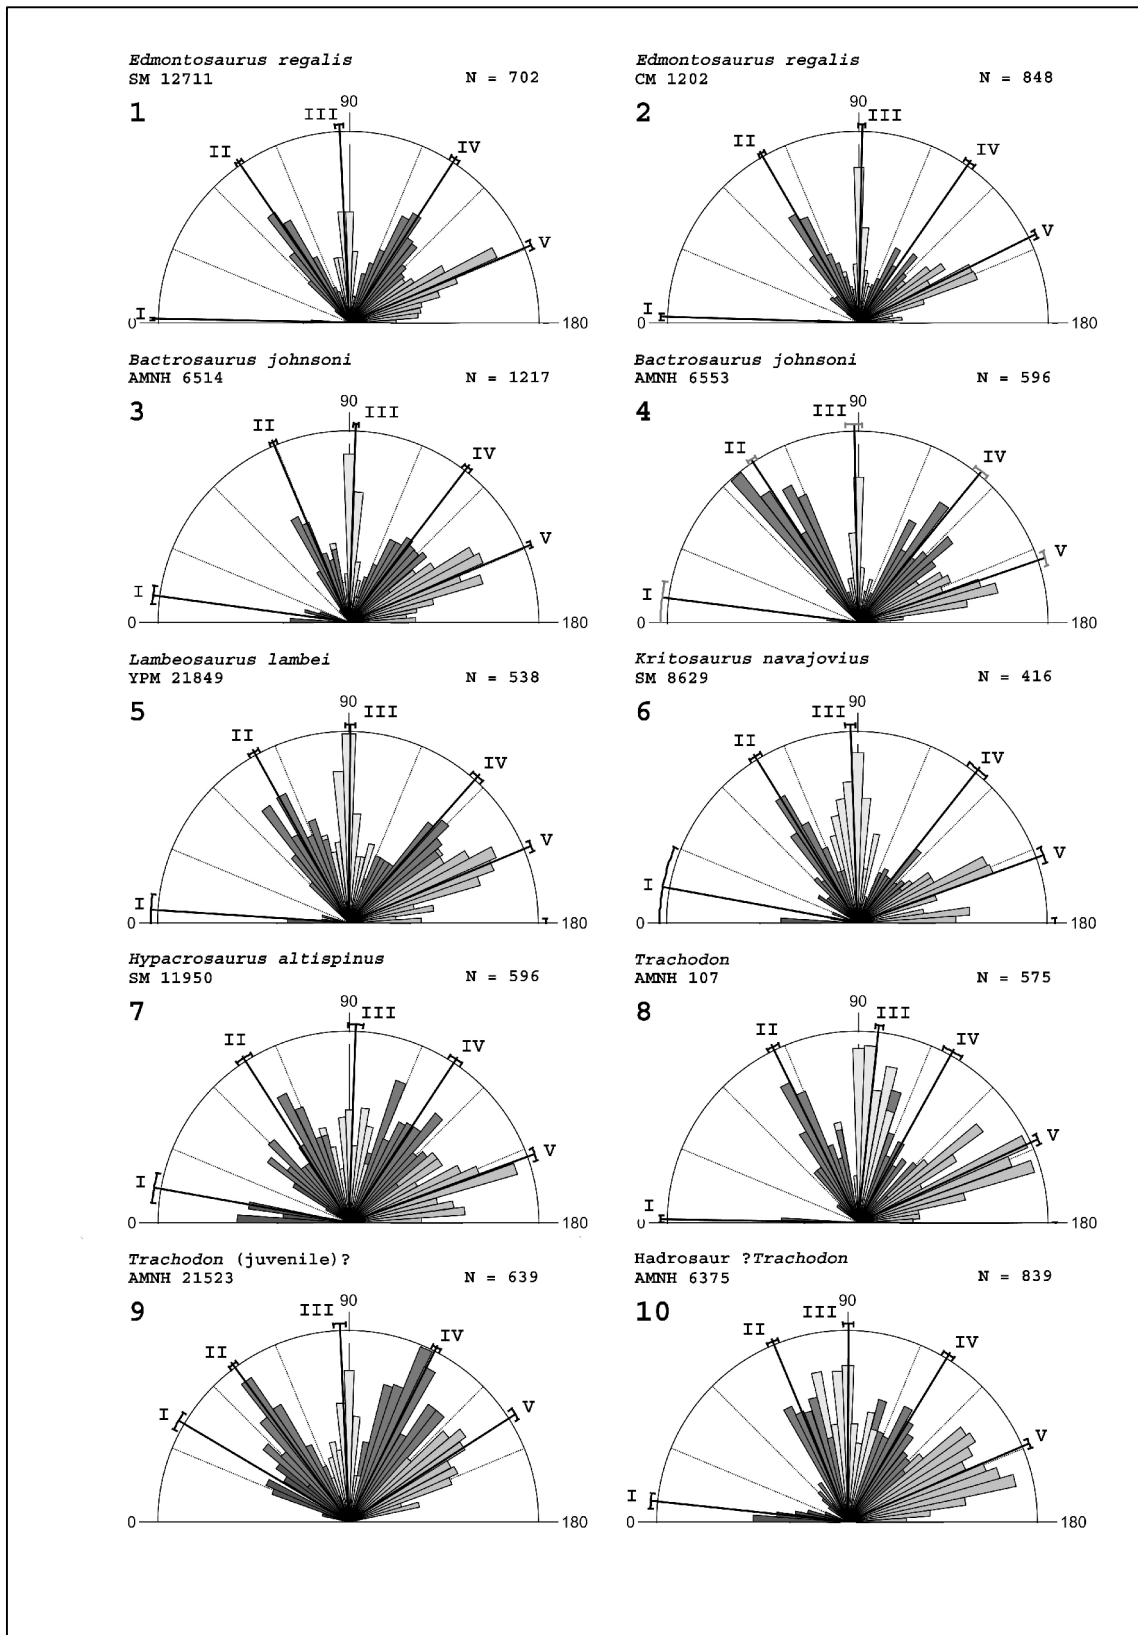 Edmontosaurus regalis
SM 12711 N = 702
1
90
I II III IV V
0 180
Edmontosaurus regalis
CM 1202 N = 848
2
90
I II III IV V
0 180
Bactrosaurus johnsoni
AMNH 6514 N = 1217
3
90
I II III IV V
0 180
Bactrosaurus johnsoni
AMNH 6553 N = 596
4
90
I II III IV V
0 180
Lambeosaurus lambei
YPM 21849 N = 538
5
90
I II III IV V
0 180
Kritosaurus navajovius
SM 8629 N = 416
6
90
I II III IV V
0 180
Hypacrosaurus altispinus
SM 11950 N = 596
7
90
I II III IV V
0 180
Trachodon
AMNH 107 N = 575
8
90
I II III IV V
0 180
Trachodon (juvenile)?
AMNH 21523 N = 639
9
90
I II III IV V
0 180
Hadrosaur ?Trachodon
AMNH 6375 N = 839
10
90
I II III IV V
0 180